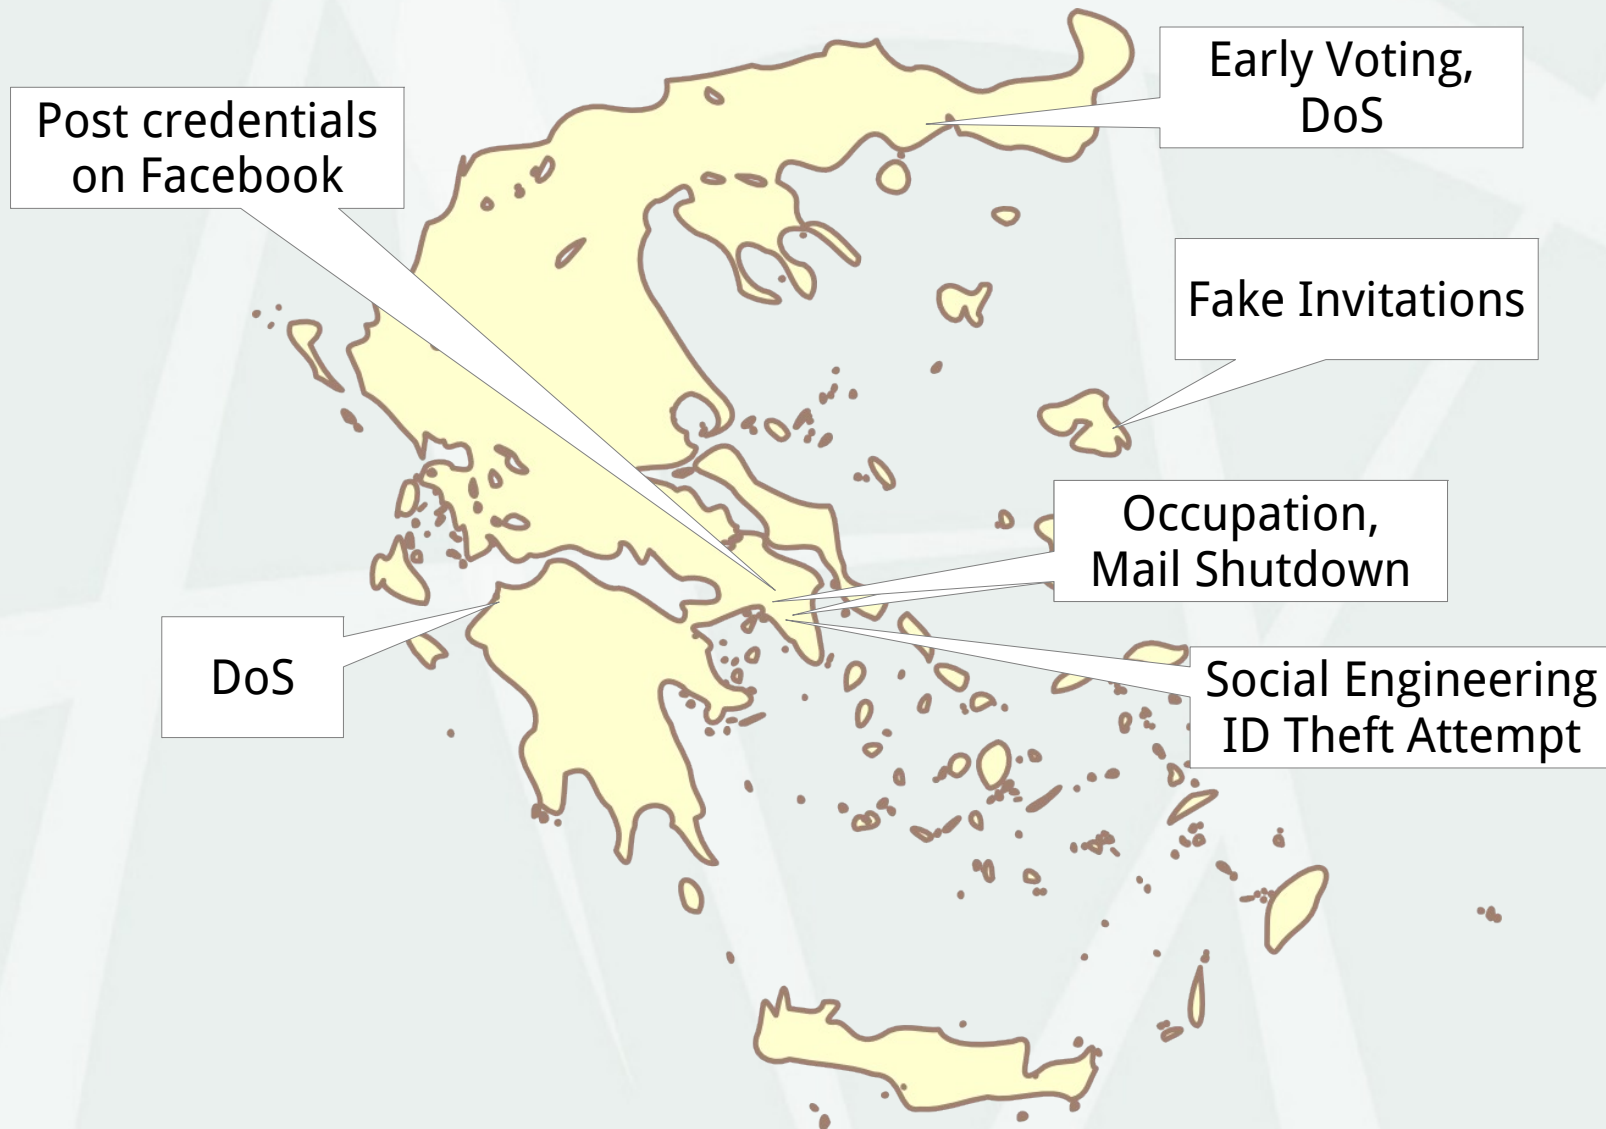 Early Voting,
DoS
Post credentials
on Facebook
Fake Invitations
Occupation,
Mail Shutdown
DoS
Social Engineering
ID Theft Attempt